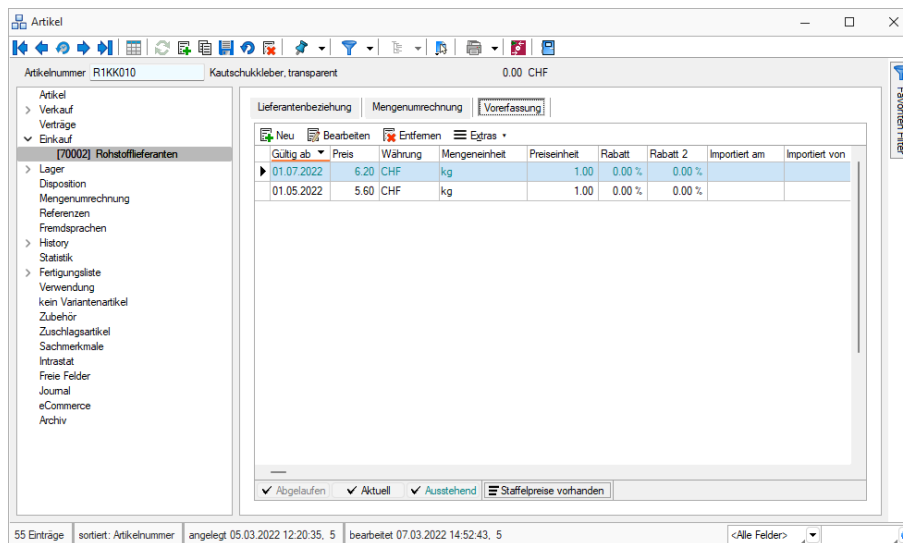 Artikel
Artikelnummer R1KK010 Kautschukkleber, transparent 0.00 CHF
Favoriten Filter
Artikel
Verkauf
Verträge
Einkauf
[70002] Rohstofflieferanten
Lager
Disposition
Mengenumrechnung
Referenzen
Fremdsprachen
History
Statistik
Fertigungsliste
Verwendung
kein Variantenartikel
Zubehör
Zuschlagsartikel
Sachmerkmale
Intrastat
Freie Felder
Journal
eCommerce
Archiv
Lieferantenbeziehung Mengenumrechnung Vorerfassung
Neu Bearbeiten Entfernen Extras
Gültig ab Preis Währung Mengeneinheit Preiseinheit Rabatt Rabatt 2 Importiert am Importiert von
01.07.2022 6.20 CHF kg 1.00 0.00 % 0.00 %
01.05.2022 5.60 CHF kg 1.00 0.00 % 0.00 %
Abgelaufen Aktuell Ausstehend Staffelpreise vorhanden
55 Einträge sortiert: Artikelnummer angelegt 05.03.2022 12:20:35, 5 bearbeitet 07.03.2022 14:52:43, 5 <Alle Felder>